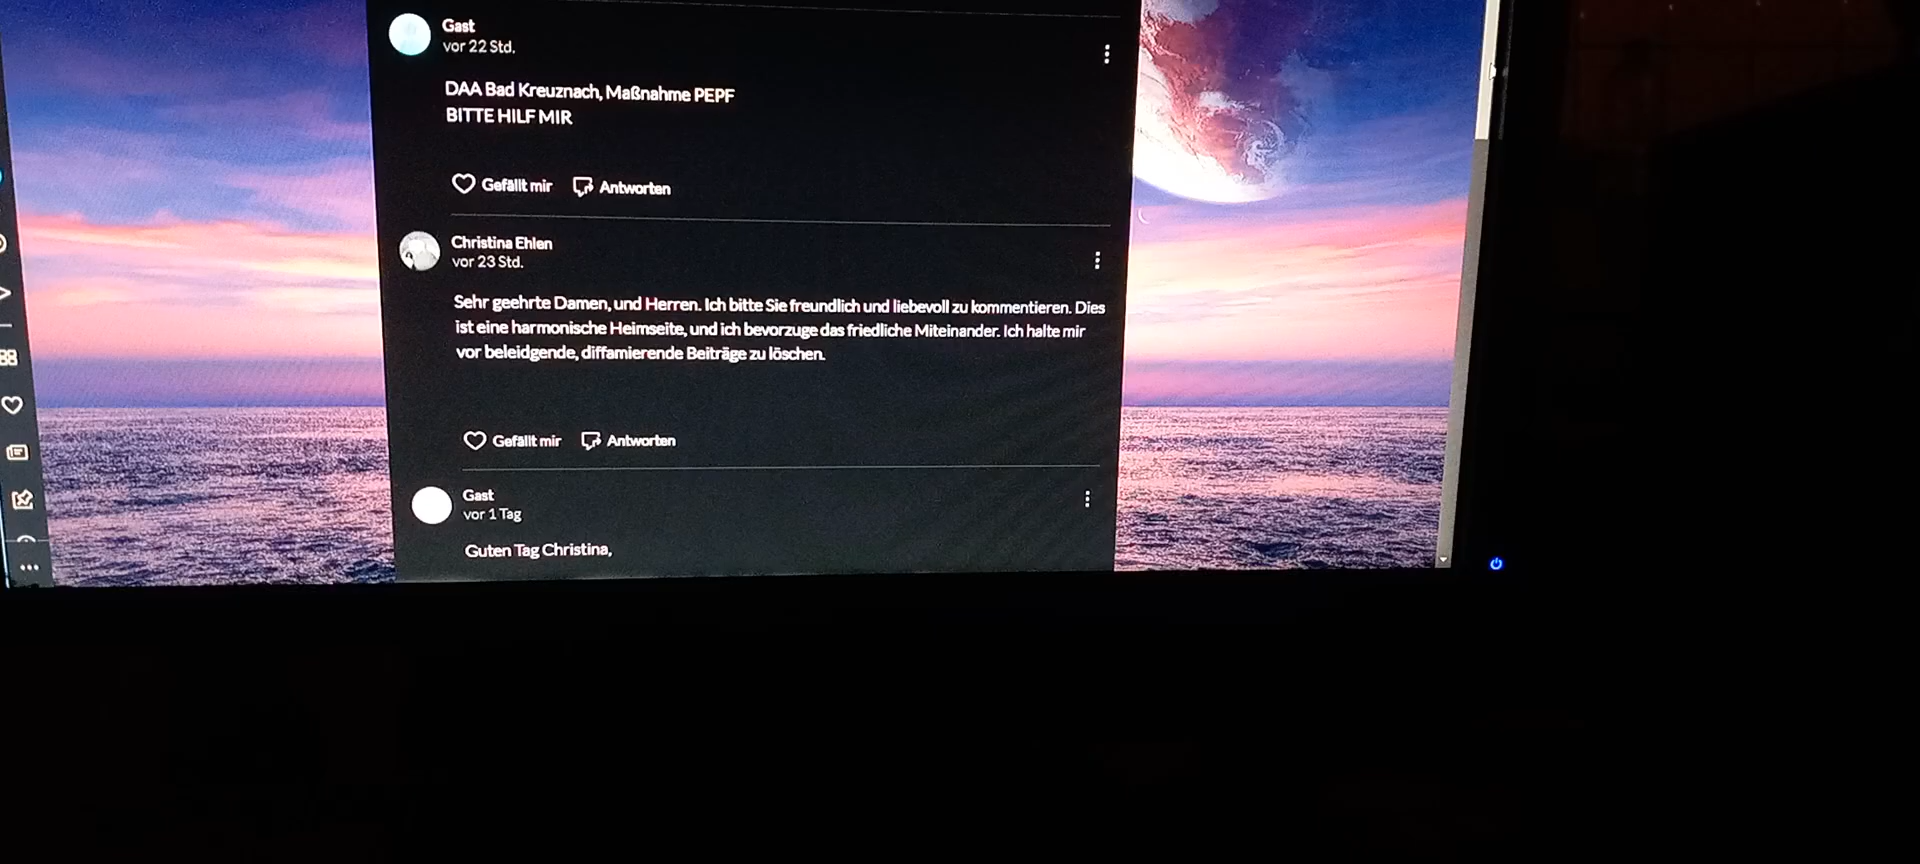 Gast
vor 22 Std.
DAA Bad Kreuznach, Maßnahme PEPF
BITTE HILF MIR
Gefällt mir Antworten
Christina Ehlen
vor 23 Std.
Sehr geehrte Damen, und Herren. Ich bitte Sie freundlich und liebevoll zu kommentieren. Dies
ist eine harmonische Heimseite, und ich bevorzuge das friedliche Miteinander. Ich halte mir
vor beleidgende, diffamierende Beiträge zu löschen.
Gefällt mir Antworten
Gast
vor 1 Tag
Guten Tag Christina,